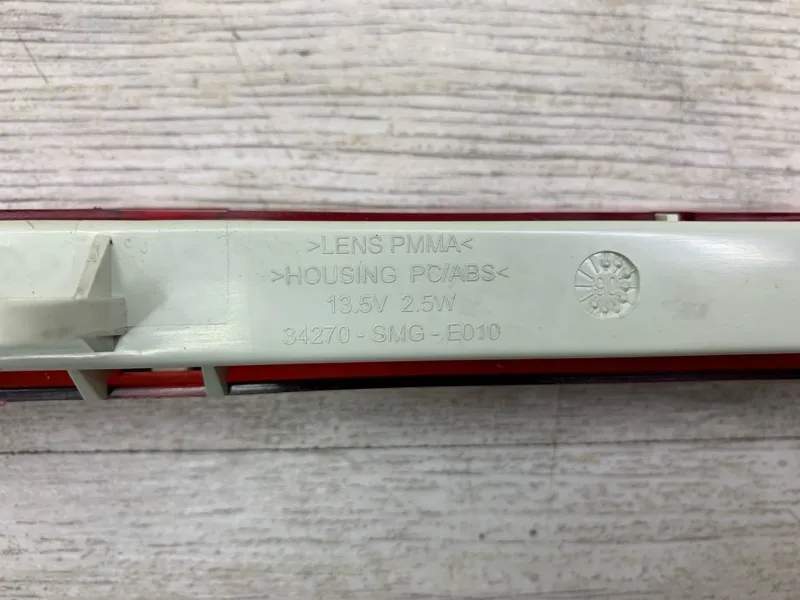 >LENS PMMA<
>HOUSING PC/ABS<
13.5V 2.5W
34270 - SMG - E010